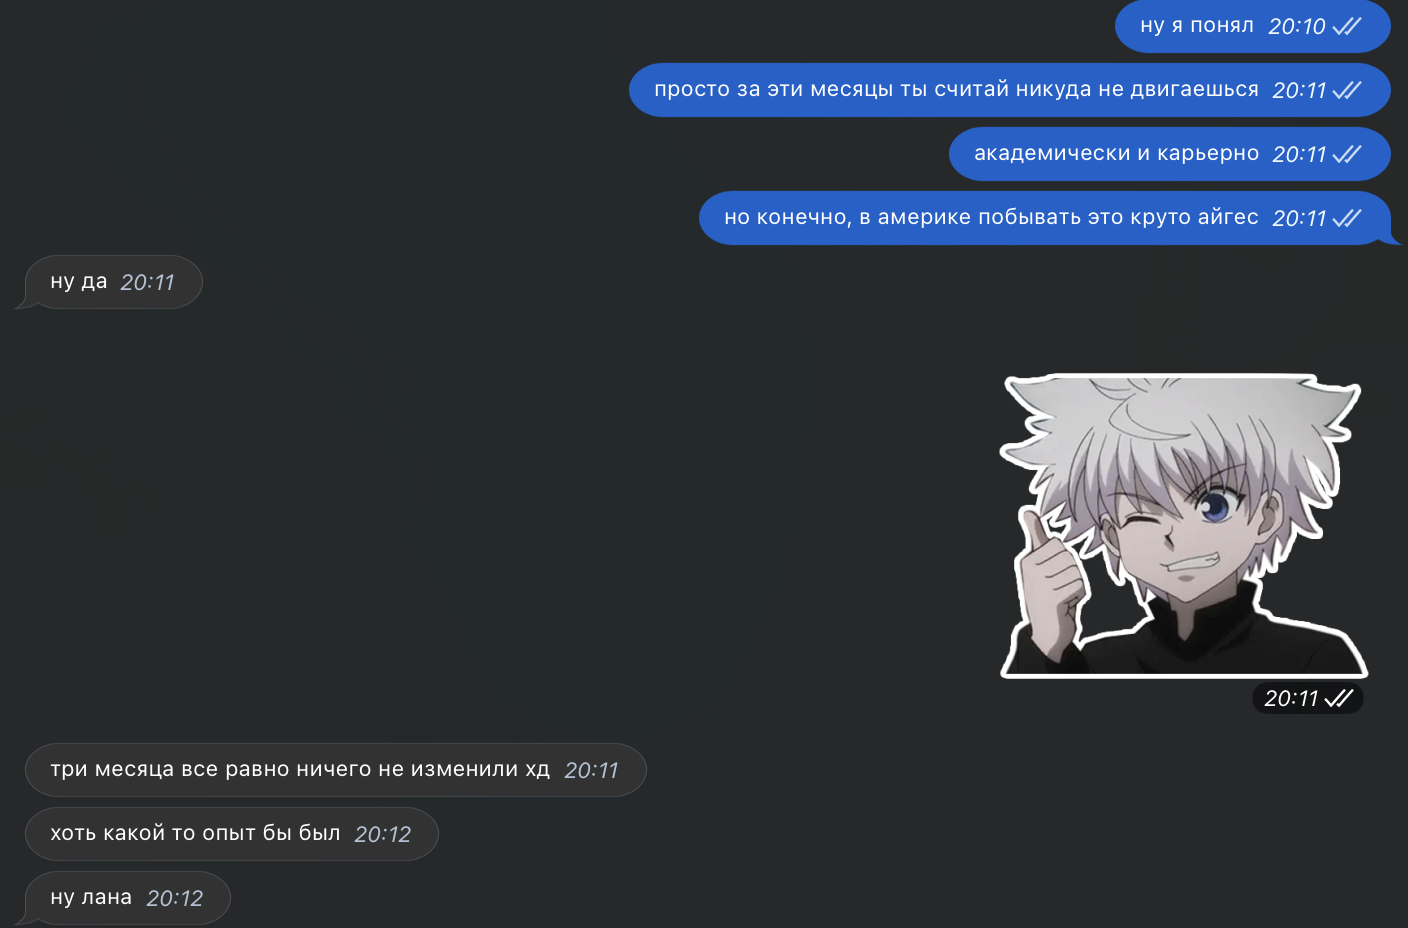 ну я понял 20:10
просто за эти месяцы ты считай никуда не двигаешься 20:11
академически и карьерно 20:11
но конечно, в америке побывать это круто айгес 20:11
ну да 20:11
20:11
три месяца все равно ничего не изменили хд 20:11
хоть какой то опыт бы был 20:12
ну лана 20:12